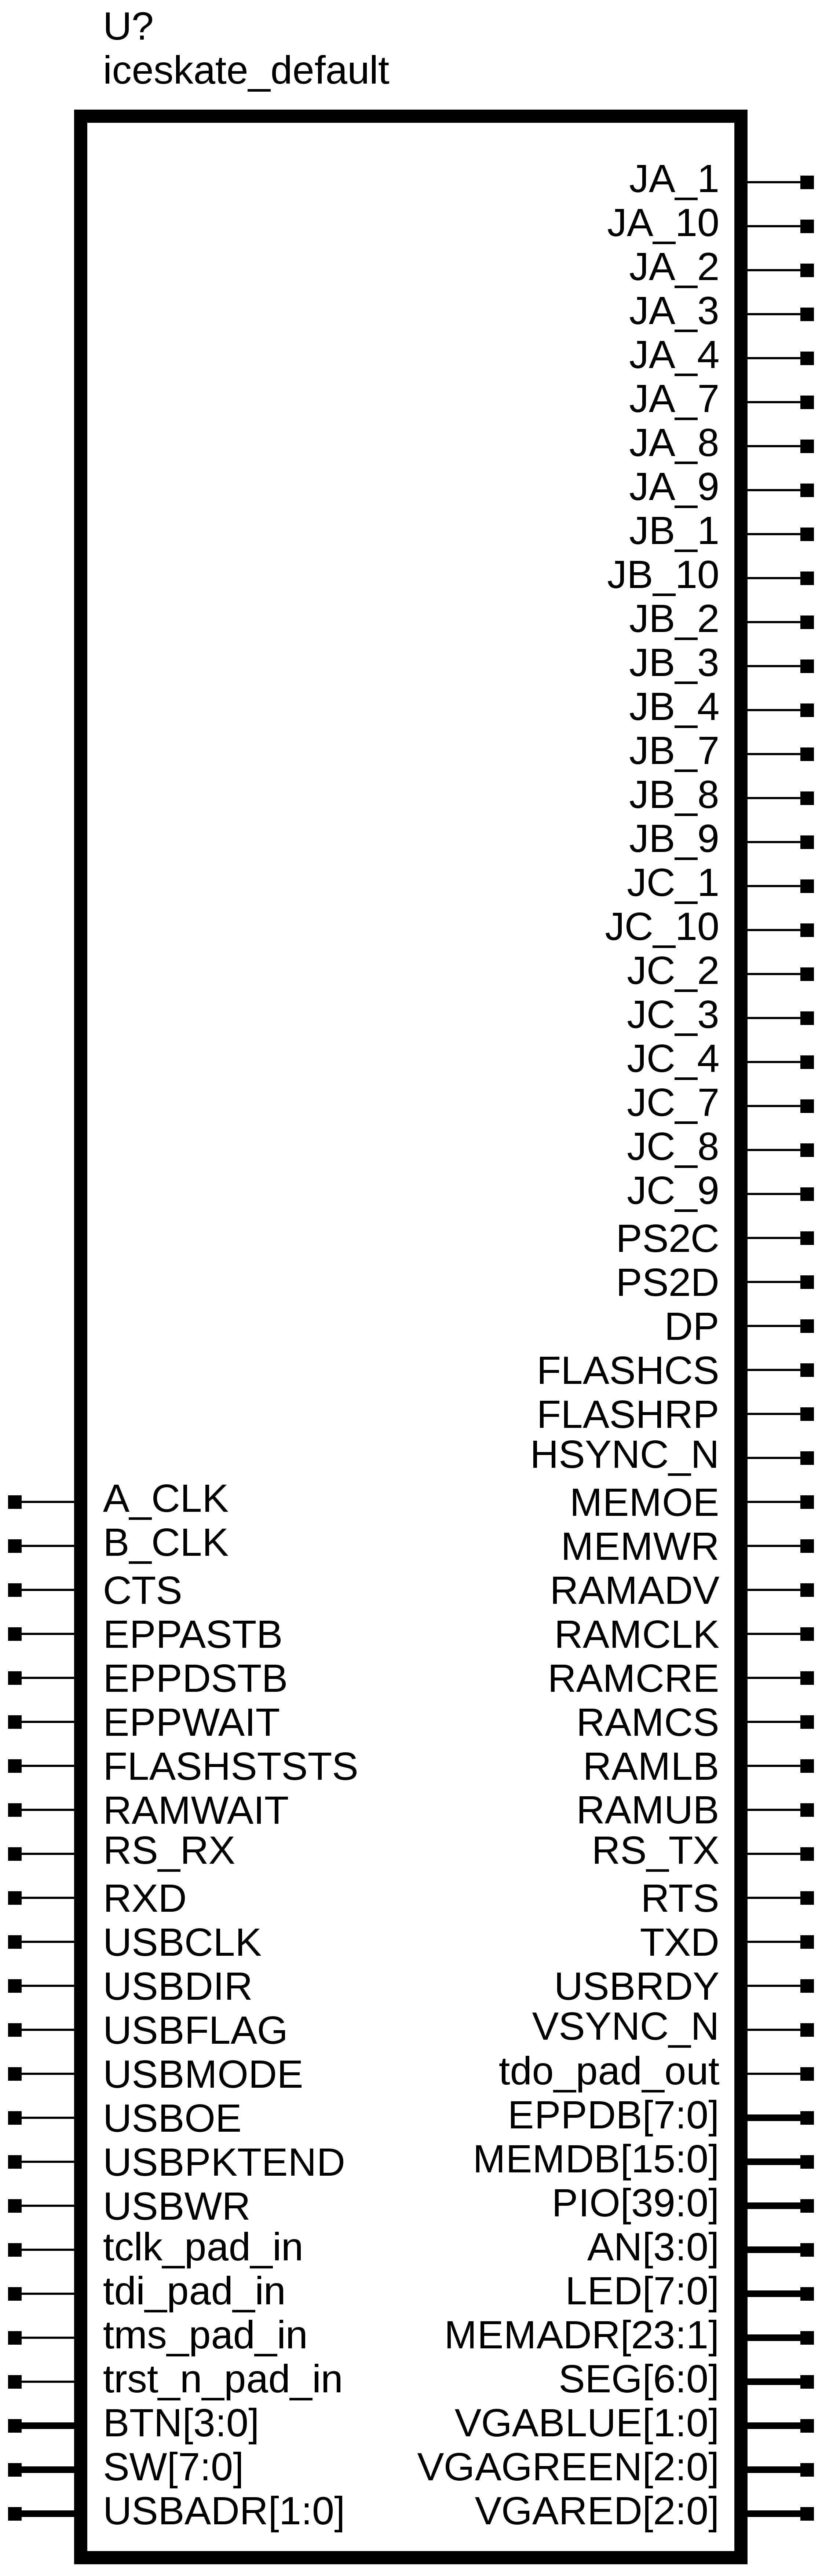 U?
iceskate_default
JA_1
JA_10
JA_2
JA_3
JA_4
JA_7
JA_8
JA_9
JB_1
JB_10
JB_2
JB_3
JB_4
JB_7
JB_8
JB_9
JC_1
JC_10
JC_2
JC_3
JC_4
JC_7
JC_8
JC_9
PS2C
PS2D
DP
FLASHCS
FLASHRP
HSYNC_N
A_CLK MEMOE
B_CLK MEMWR
CTS RAMADV
EPPASTB RAMCLK
EPPDSTB RAMCRE
EPPWAIT RAMCS
FLASHSTSTS RAMLB
RAMWAIT RAMUB
RS_RX RS_TX
RXD RTS
USBCLK TXD
USBDIR USBRDY
USBFLAG VSYNC_N
USBMODE tdo_pad_out
USBOE EPPDB[7:0]
USBPKTEND MEMDB[15:0]
USBWR PIO[39:0]
tclk_pad_in AN[3:0]
tdi_pad_in LED[7:0]
tms_pad_in MEMADR[23:1]
trst_n_pad_in SEG[6:0]
BTN[3:0] VGABLUE[1:0]
SW[7:0] VGAGREEN[2:0]
USBADR[1:0] VGARED[2:0]